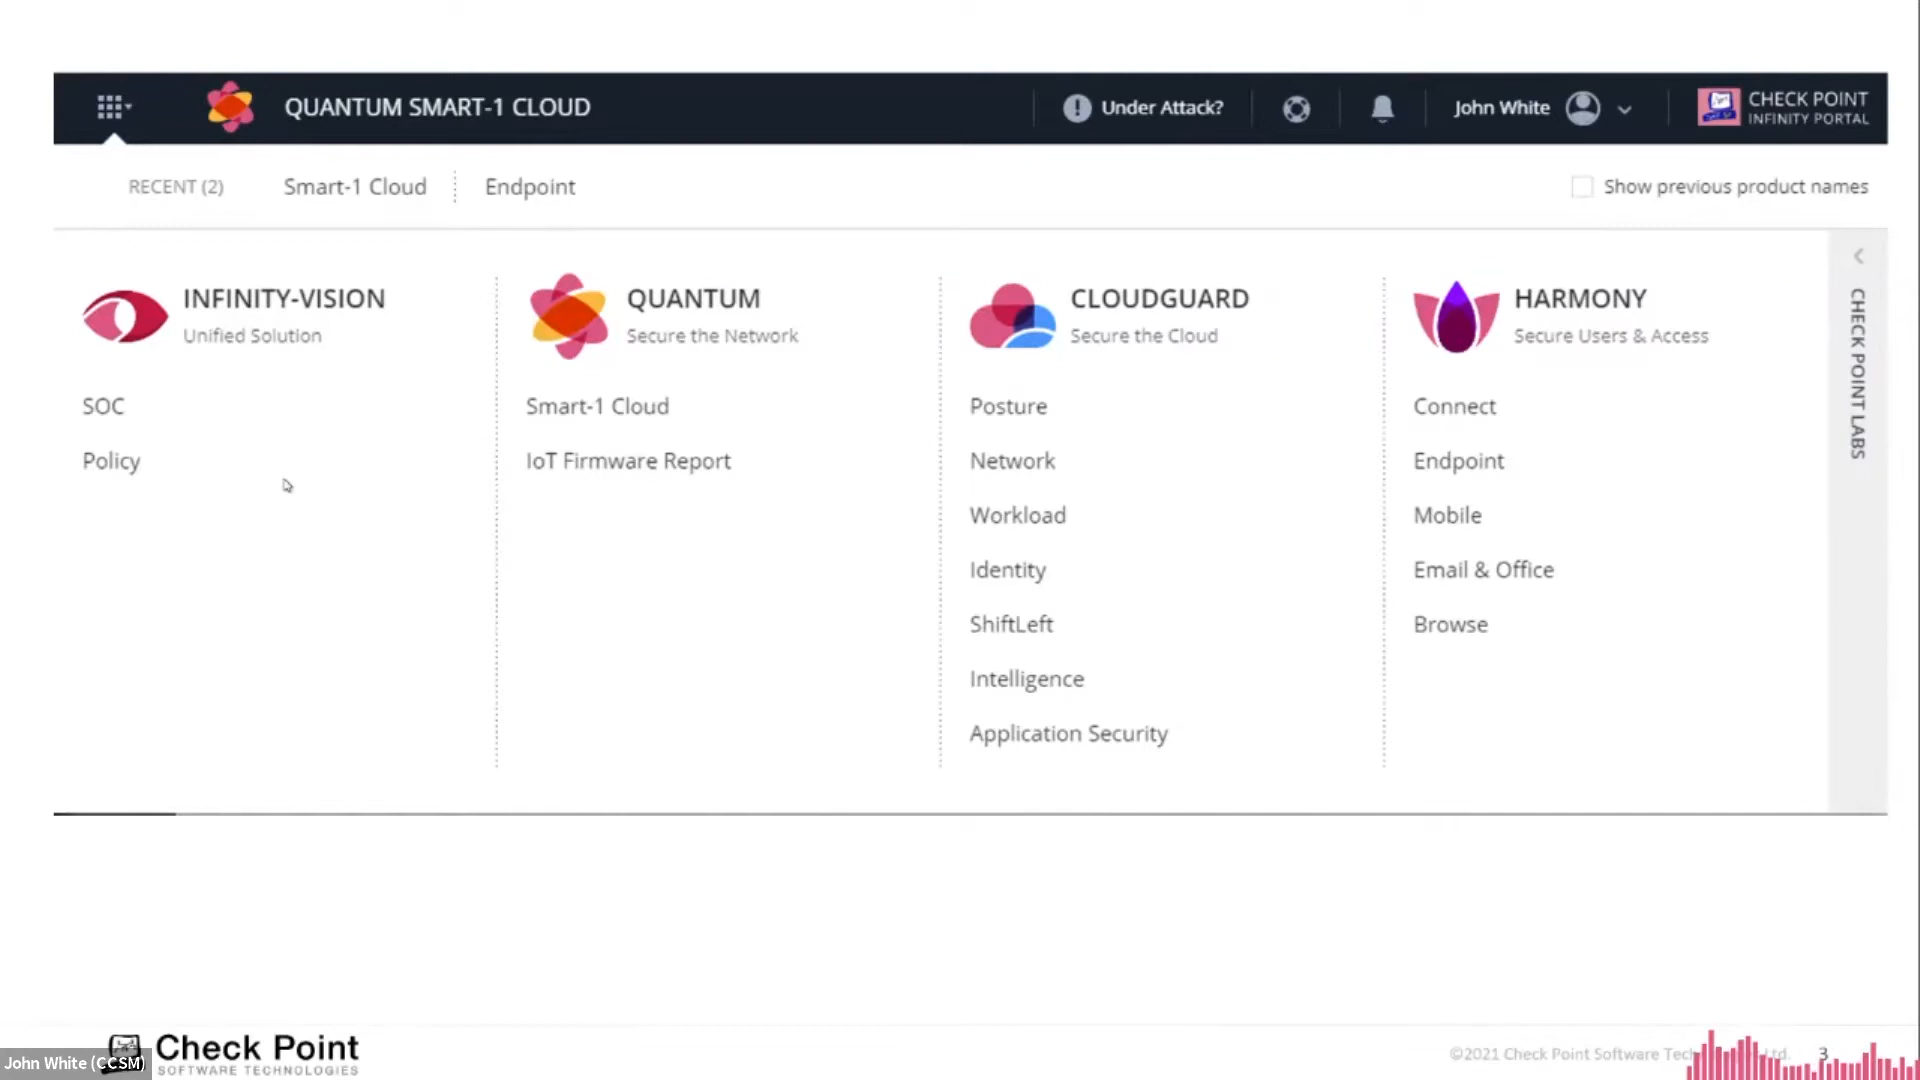 QUANTUM SMART-1 CLOUD
Under Attack?
John White
CHECK POINT
INFINITY PORTAL
RECENT (2)
Smart-1 Cloud
Endpoint
Show previous product names
INFINITY-VISION
Unified Solution
SOC
Policy
QUANTUM
Secure the Network
Smart-1 Cloud
IoT Firmware Report
CLOUDGUARD
Secure the Cloud
Posture
Network
Workload
Identity
ShiftLeft
Intelligence
Application Security
HARMONY
Secure Users & Access
Connect
Endpoint
Mobile
Email & Office
Browse
CHECK POINT LABS
Check Point
SOFTWARE TECHNOLOGIES
John White (CCSM)
©2021 Check Point Software Ltd.
3